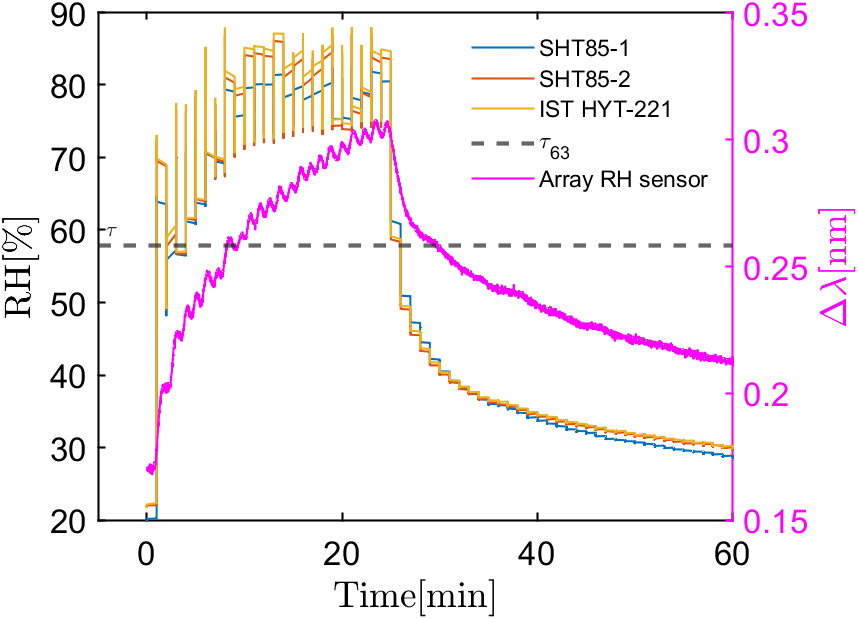 90
80
70
60
50
40
30
20
RH[%]
τ
SHT85-1
SHT85-2
IST HYT-221
τ63
Array RH sensor
0.35
0.3
0.25
0.2
0.15
Δλ[nm]
0
20
40
60
Time[min]